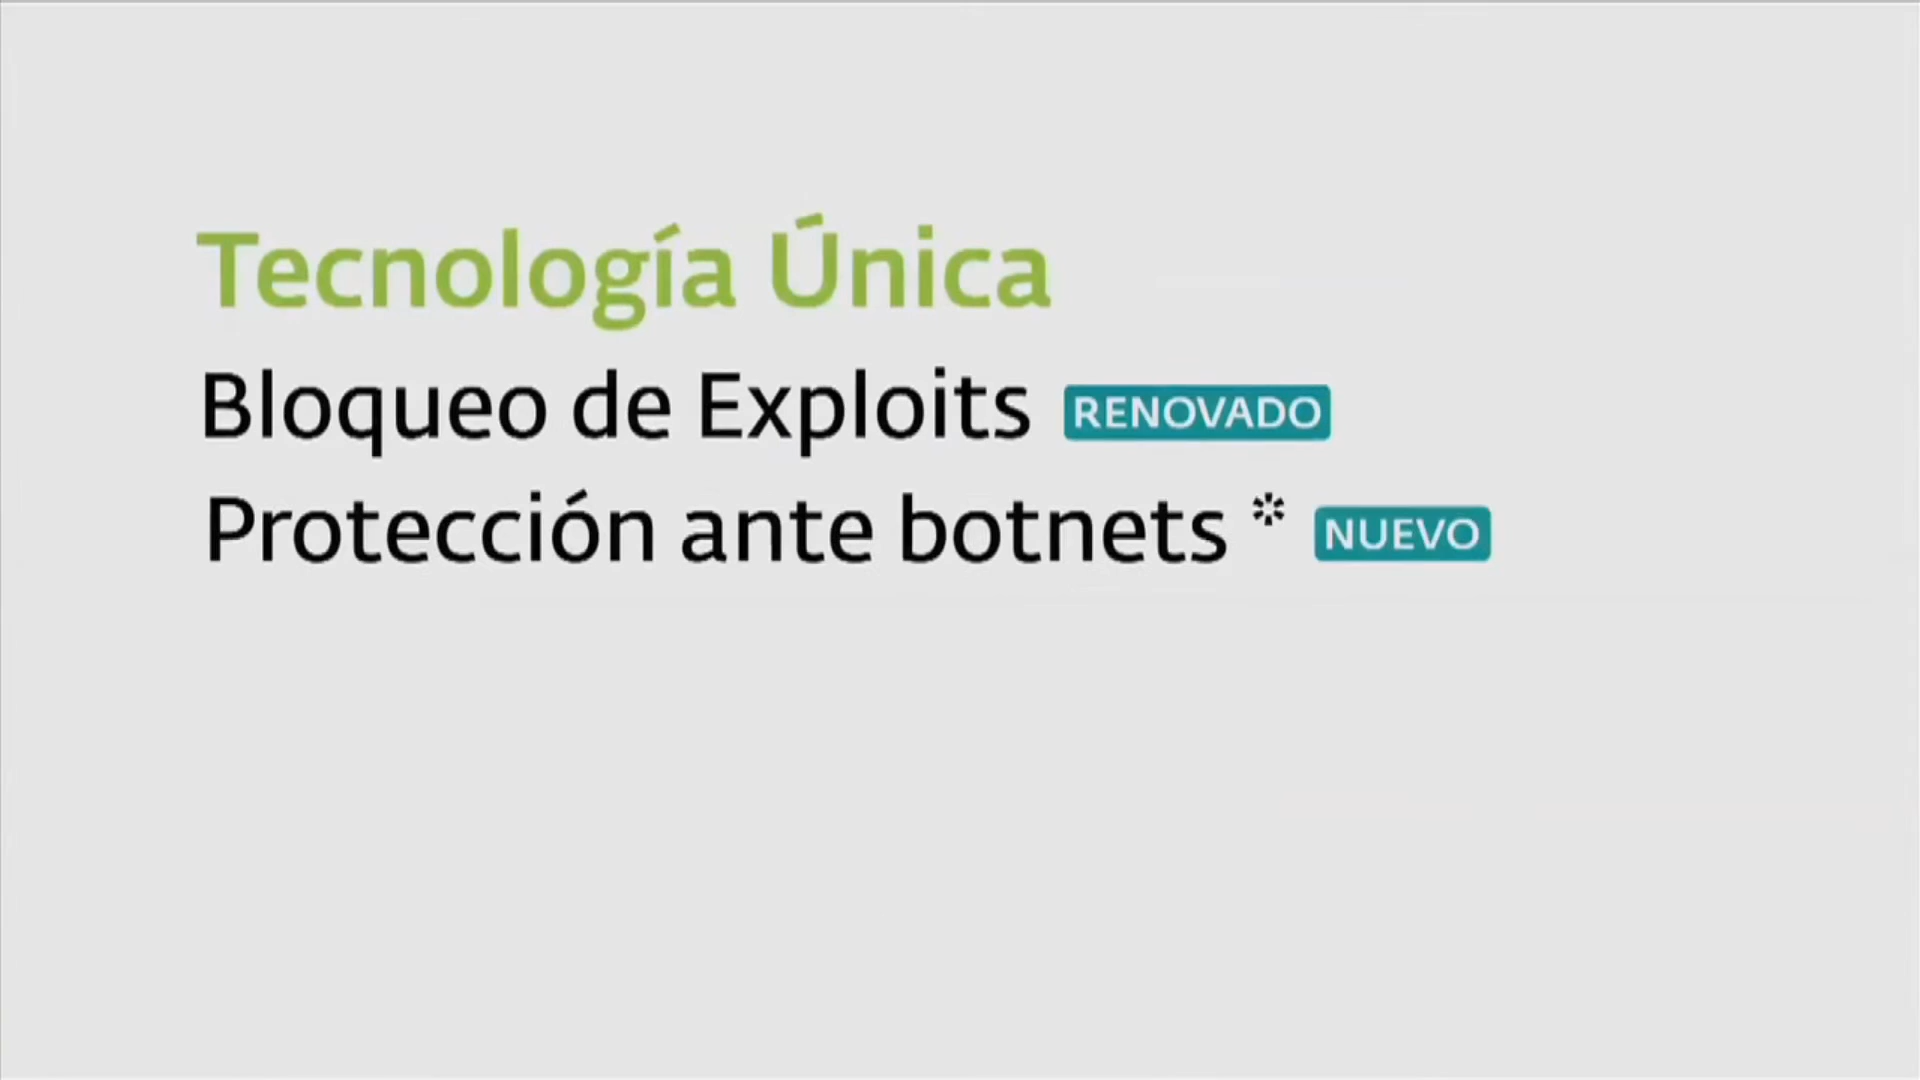 Tecnología Única
Bloqueo de Exploits RENOVADO
Protección ante botnets * NUEVO